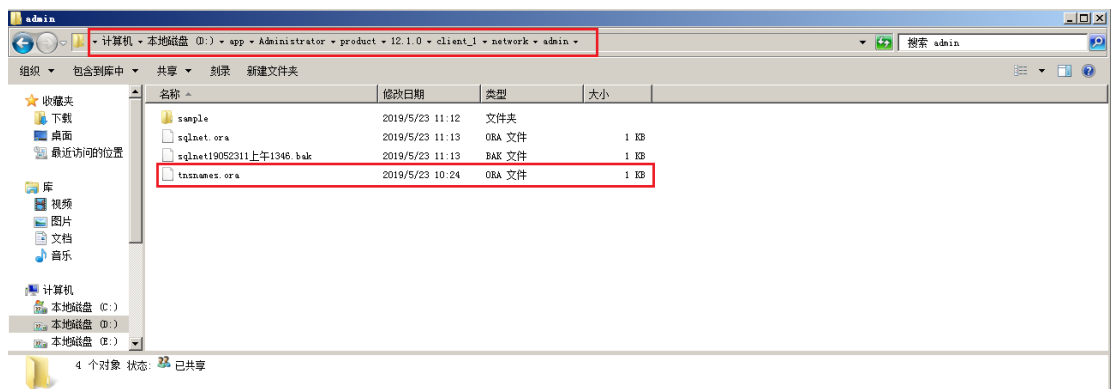 admin
计算机 本地磁盘 (D:) app Administrator product 12.1.0 client_1 network admin
搜索 admin
组织 包含到库中 共享 刻录 新建文件夹
名称 修改日期 类型 大小
sample 2019/5/23 11:12 文件夹
sqlnet.ora 2019/5/23 11:13 ORA 文件 1 KB
sqlnet19052311上午1346.bak 2019/5/23 11:13 BAK 文件 1 KB
tnsnames.ora 2019/5/23 10:24 ORA 文件 1 KB
收藏夹
下载
桌面
最近访问的位置
库
视频
图片
文档
音乐
计算机
本地磁盘 (C:)
本地磁盘 (D:)
本地磁盘 (E:)
4 个对象 状态: 已共享